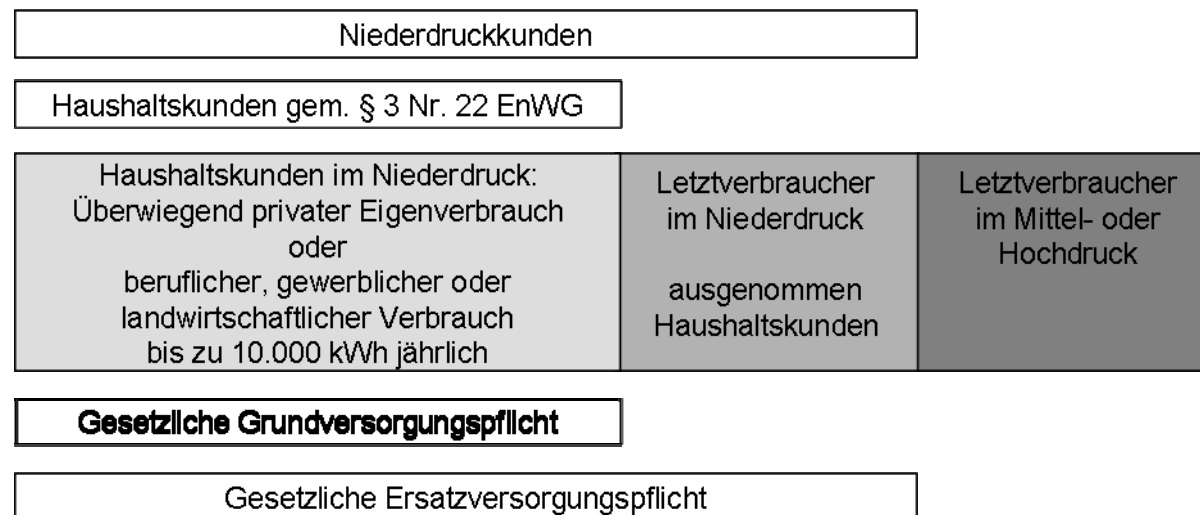 Niederdruckkunden
Haushaltskunden gem. § 3 Nr. 22 EnWG
Haushaltskunden im Niederdruck:
Überwiegend privater Eigenverbrauch
oder
beruflicher, gewerblicher oder
landwirtschaftlicher Verbrauch
bis zu 10.000 kWh jährlich
Letztverbraucher
im Niederdruck
ausgenommen
Haushaltskunden
Letztverbraucher
im Mittel- oder
Hochdruck
Gesetzliche Grundversorgungspflicht
Gesetzliche Ersatzversorgungspflicht